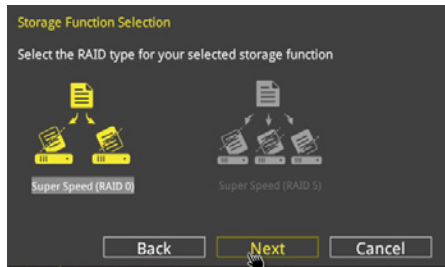 Storage Function Selection
Select the RAID type for your selected storage function
Super Speed (RAID 0)
Super Speed (RAID 5)
Back
Next
Cancel